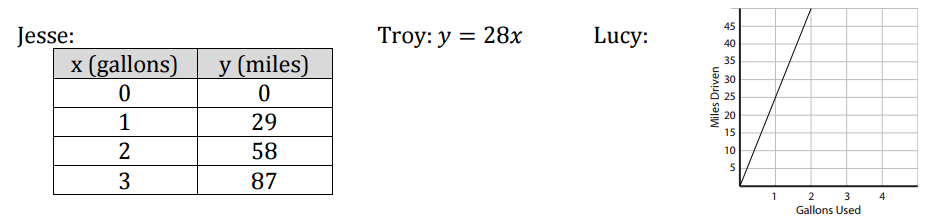 Jesse:
x (gallons) y (miles)
0 0
1 29
2 58
3 87
Troy: y = 28x
Lucy:
Miles Driven
45
40
35
30
25
20
15
10
5
1 2 3 4
Gallons Used